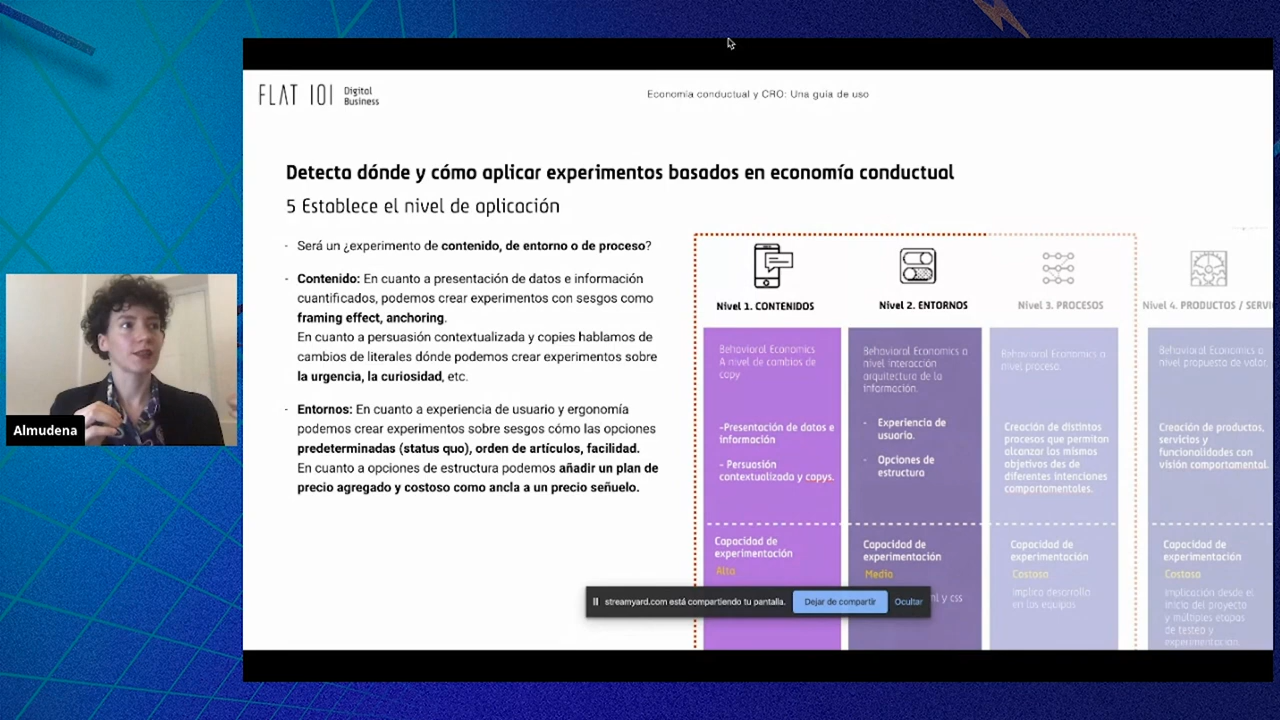 FLAT 101 Digital Business
Economía conductual y CRO: Una guía de uso
Detecta dónde y cómo aplicar experimentos basados en economía conductual
5 Establece el nivel de aplicación
- Será un ¿experimento de contenido, de entorno o de proceso?
- Contenido: En cuanto a presentación de datos e información
cuantificados, podemos crear experimentos con sesgos como
framing effect, anchoring.
En cuanto a persuasión contextualizada y copies hablamos de
cambios de literales dónde podemos crear experimentos sobre
la urgencia, la curiosidad, etc.
- Entornos: En cuanto a experiencia de usuario y ergonomía
podemos crear experimentos sobre sesgos cómo las opciones
predeterminadas (status quo), orden de artículos, facilidad.
En cuanto a opciones de estructura podemos añadir un plan de
precio agregado y costoso como ancla a un precio señuelo.
Nivel 1. CONTENIDOS
Behavioral Economics
A nivel de cambios de
copy
-Presentación de datos e
información
- Persuasión
contextualizada y copys.
Capacidad de
experimentación
Alta
Nivel 2. ENTORNOS
Behavioral Economics a
nivel interacción
arquitectura de la
información.
- Experiencia de
usuario.
- Opciones de
estructura
Capacidad de
experimentación
Media
y css
Nivel 3. PROCESOS
Behavioral Economics a
nivel proceso.
Creación de distintos
procesos que permitan
alcanzar los mismos
objetivos des de
diferentes intenciones
comportamentales.
Capacidad de
experimentación
Costosa
Implica desarrollo
en los equipos
Nivel 4. PRODUCTOS / SERVI
Behavioral Economics a
nivel propuesta de valor.
Creación de productos,
servicios y
funcionalidades con
visión comportamental.
Capacidad de
experimentación
Costosa
Implicación desde el
inicio del proyecto
y múltiples etapas
de testeo y
experimentación.
streamyard.com está compartiendo tu pantalla.
Dejar de compartir
Ocultar
Almudena